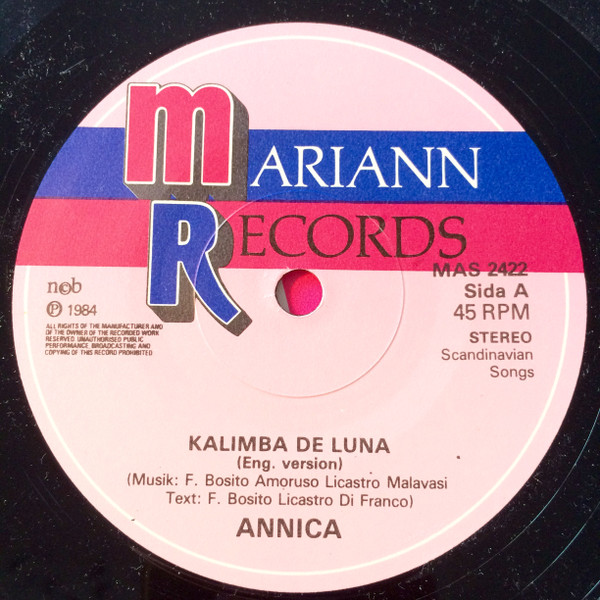 MARIANN
RECORDS
MAS 2422
Sida A
45 RPM
STEREO
Scandinavian
Songs
n©b
Ⓟ 1984
ALL RIGHTS OF THE MANUFACTURER AND
OF THE OWNER OF THE RECORDED WORK
RESERVED. UNAUTHORISED PUBLIC
PERFORMANCE, BROADCASTING AND
COPYING OF THIS RECORD PROHIBITED
KALIMBA DE LUNA
(Eng. version)
(Musik: F. Bosito Amoruso Licastro Malavasi
Text: F. Bosito Licastro Di Franco)
ANNICA